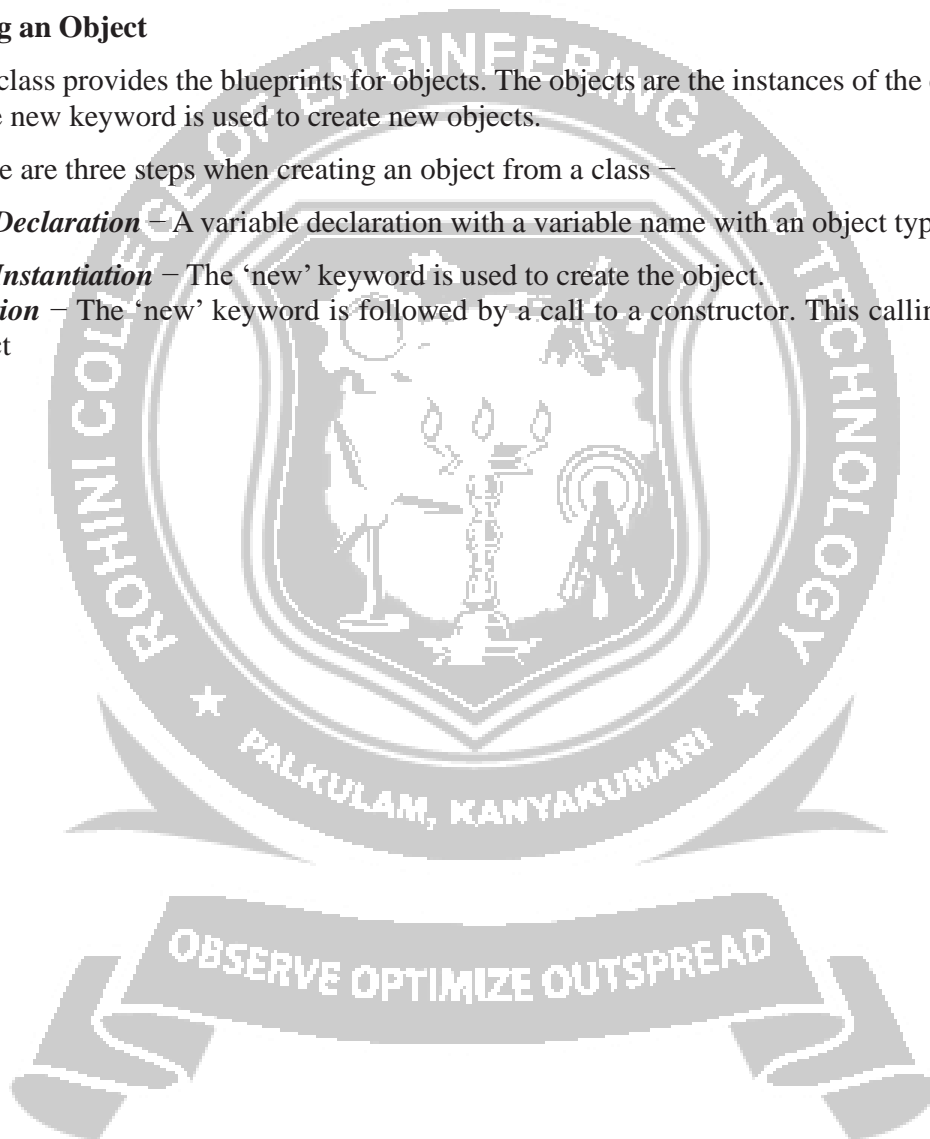 g an Object
class provides the blueprints for objects. The objects are the instances of the
new keyword is used to create new objects.
e are three steps when creating an object from a class −
Declaration − A variable declaration with a variable name with an object typ
Instantiation − The ‘new’ keyword is used to create the object.
ion − The ‘new’ keyword is followed by a call to a constructor. This callin
ct
ROHINI COLLEGE OF ENGINEERING AND TECHNOLOGY
PALKULAM, KANYAKUMARI
OBSERVE OPTIMIZE OUTSPREAD